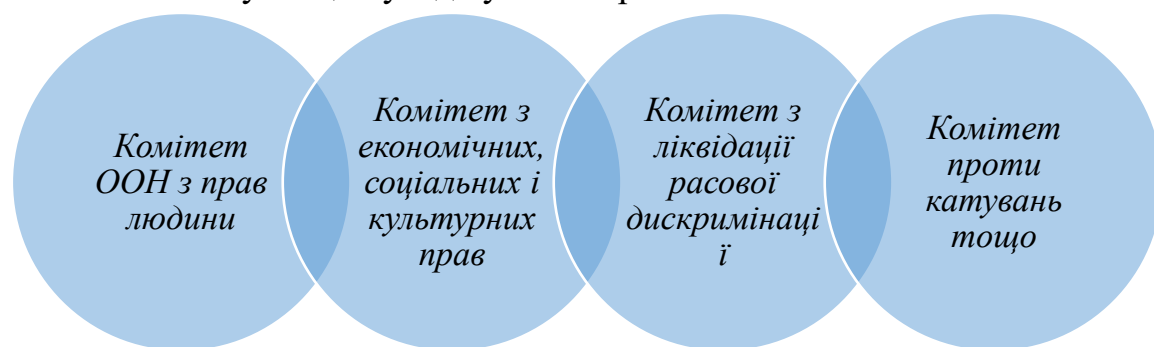 Комітет
ООН з прав
людини
Комітет з
економічних,
соціальних і
культурних
прав
Комітет з
ліквідації
расової
дискримінаці
ї
Комітет
проти
катувань
тощо